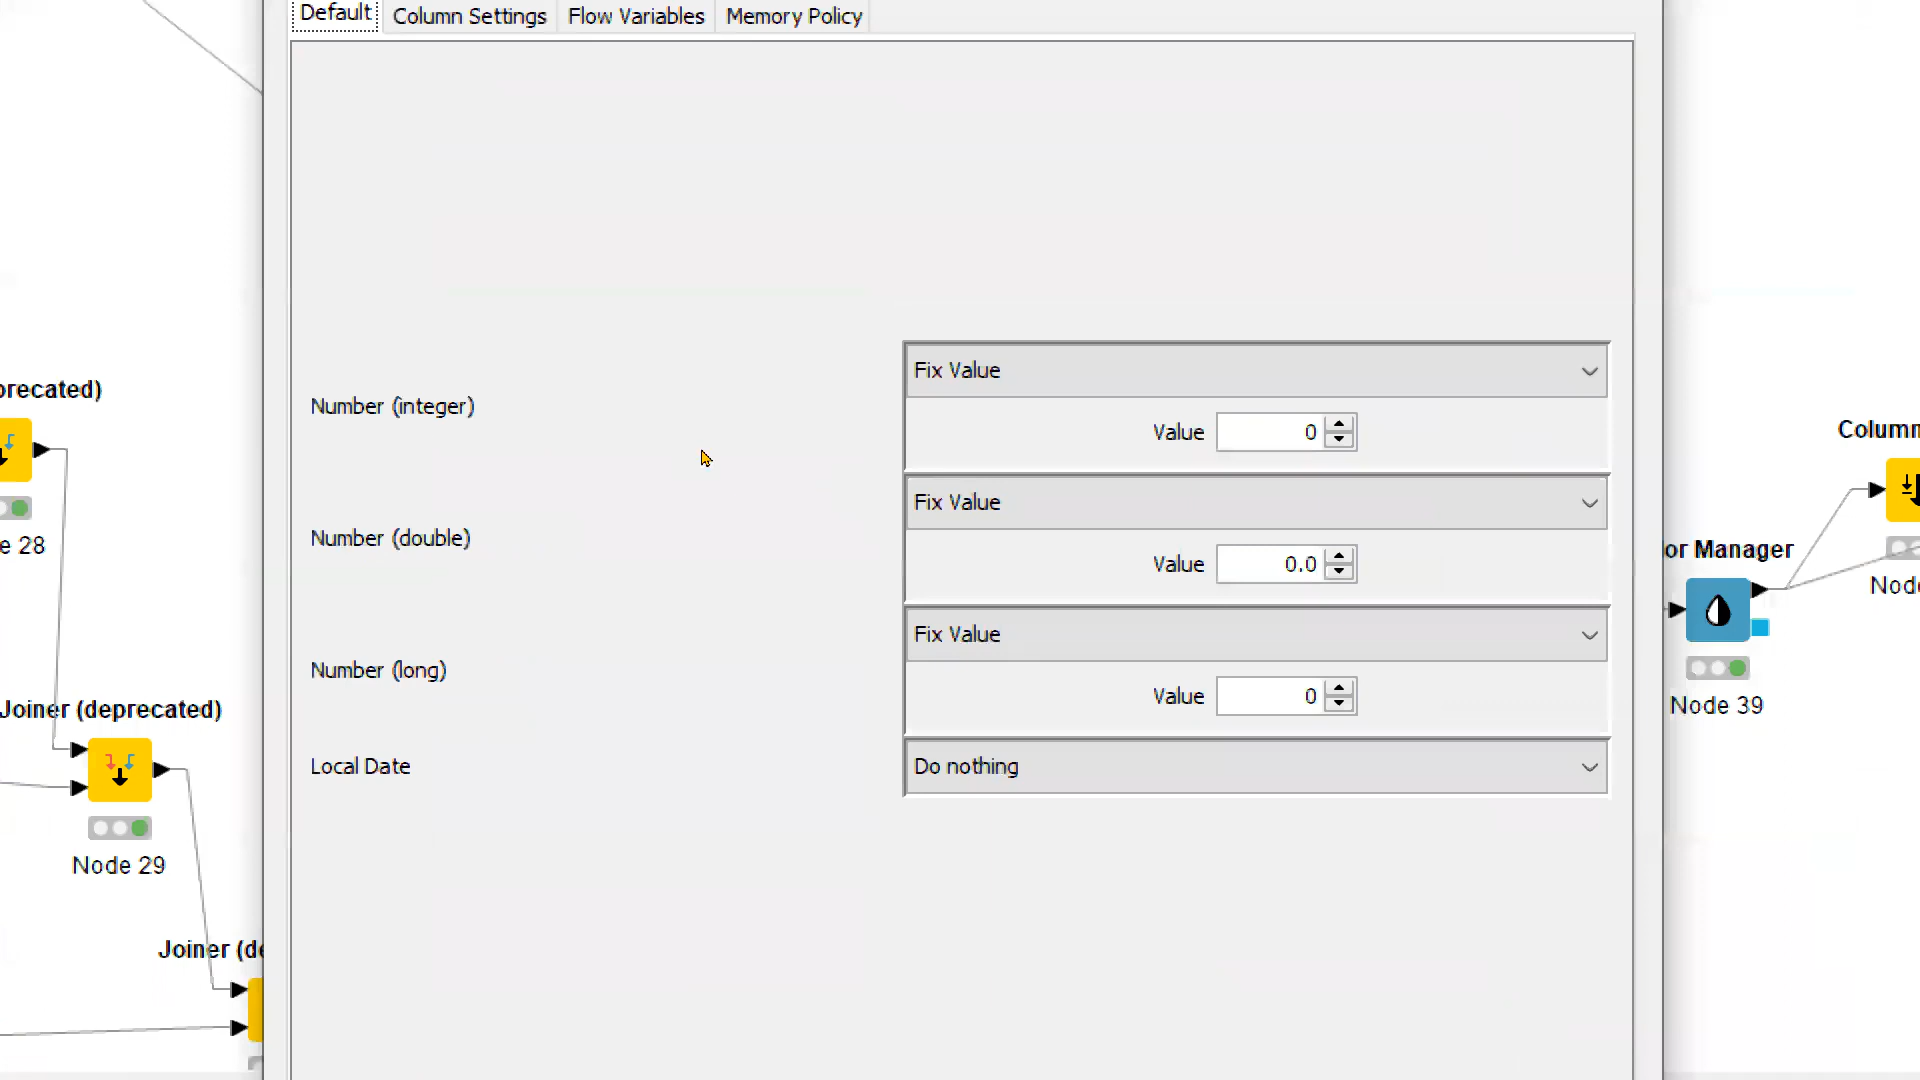 Default
Column Settings
Flow Variables
Memory Policy
Number (integer)
Fix Value
Value
0
Number (double)
Fix Value
Value
0.0
Number (long)
Fix Value
Value
0
Local Date
Do nothing
precated)
e 28
Joiner (deprecated)
Node 29
Joiner (de
or Manager
Node 39
Column
Node